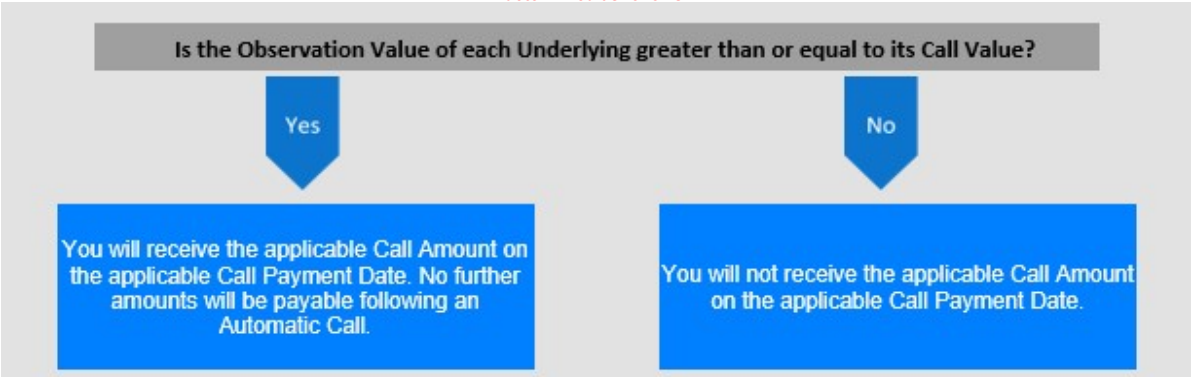 Is the Observation Value of each Underlying greater than or equal to its Call Value?
Yes
No
You will receive the applicable Call Amount on
the applicable Call Payment Date. No further
amounts will be payable following an
Automatic Call.
You will not receive the applicable Call Amount
on the applicable Call Payment Date.